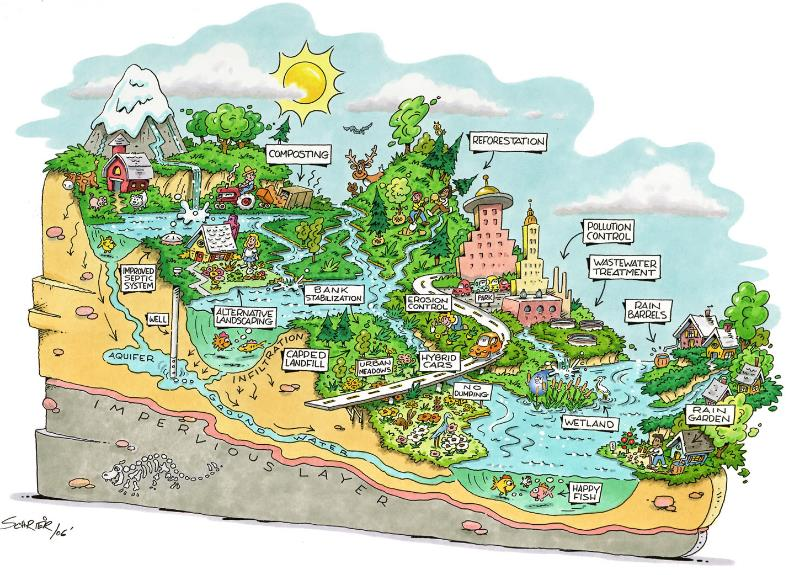 COMPOSTING
REFORESTATION
POLLUTION
CONTROL
WASTEWATER
TREATMENT
IMPROVED
SEPTIC
SYSTEM
BANK
STABILIZATION
EROSION
CONTROL
PARK
RAIN
BARRELS
ALTERNATIVE
LANDSCAPING
WELL
AQUIFER
INFILTRATION
CAPPED
LANDFILL
URBAN
MEADOWS
HYBRID
CARS
NO
DUMPING
WETLAND
RAIN
GARDEN
GROUND WATER
IMPERVIOUS LAYER
HAPPY
FISH
SCHRIER/06'